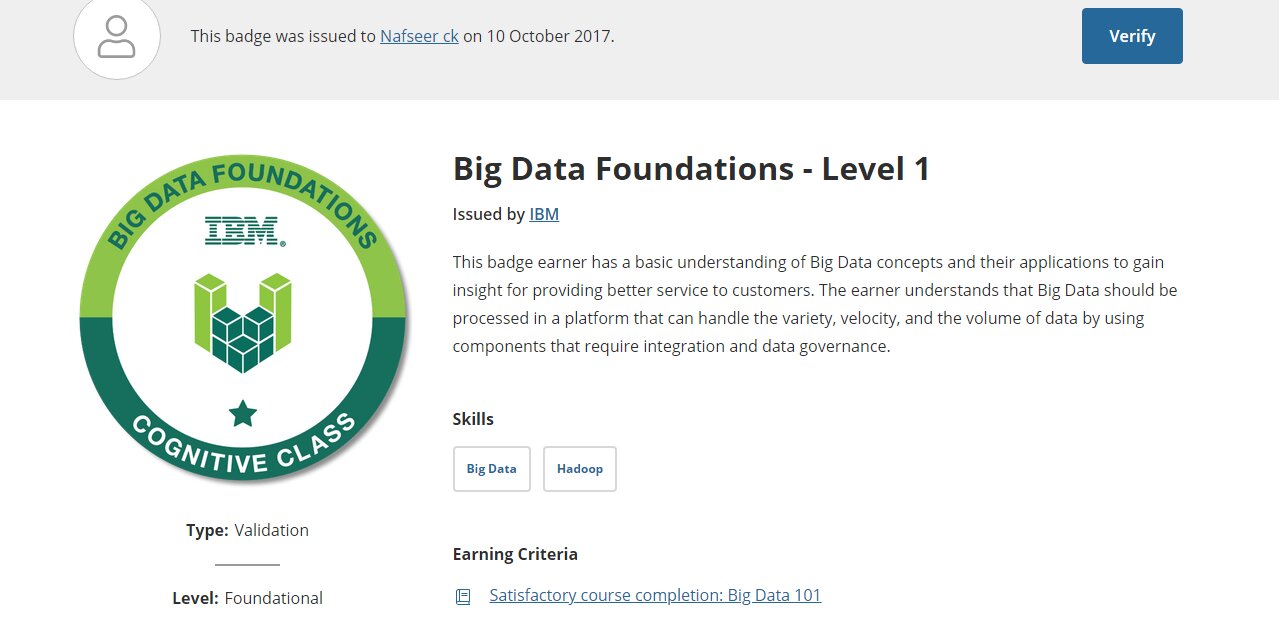 This badge was issued to Nafseer ck on 10 October 2017.
Verify
BIG DATA FOUNDATIONS
IBM®
COGNITIVE CLASS
Type: Validation
Level: Foundational
Big Data Foundations - Level 1
Issued by IBM
This badge earner has a basic understanding of Big Data concepts and their applications to gain
insight for providing better service to customers. The earner understands that Big Data should be
processed in a platform that can handle the variety, velocity, and the volume of data by using
components that require integration and data governance.
Skills
Big Data
Hadoop
Earning Criteria
Satisfactory course completion: Big Data 101